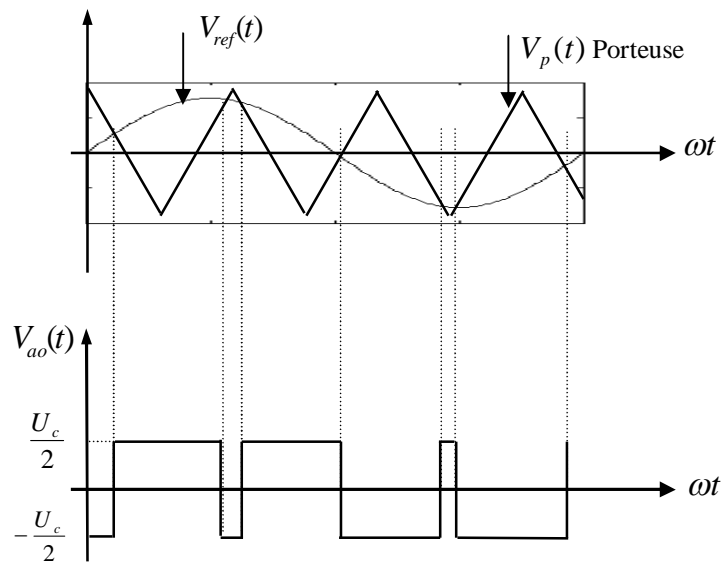 V_ref(t)
V_p(t) Porteuse
ωt
V_ao(t)
U_c/2
ωt
-U_c/2